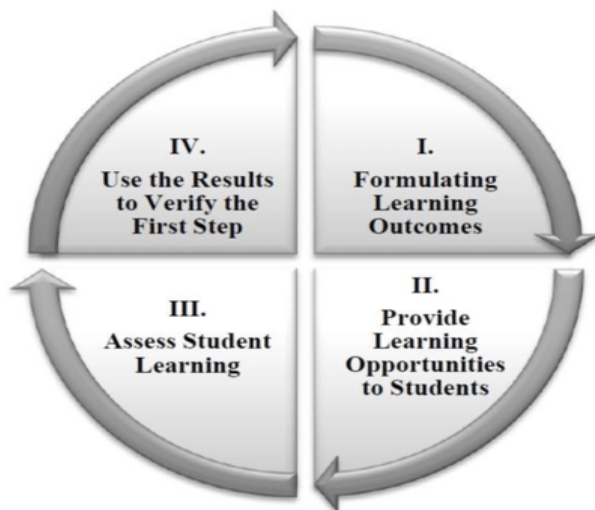 I.
Formulating
Learning
Outcomes
II.
Provide
Learning
Opportunities
to Students
III.
Assess Student
Learning
IV.
Use the Results
to Verify the
First Step